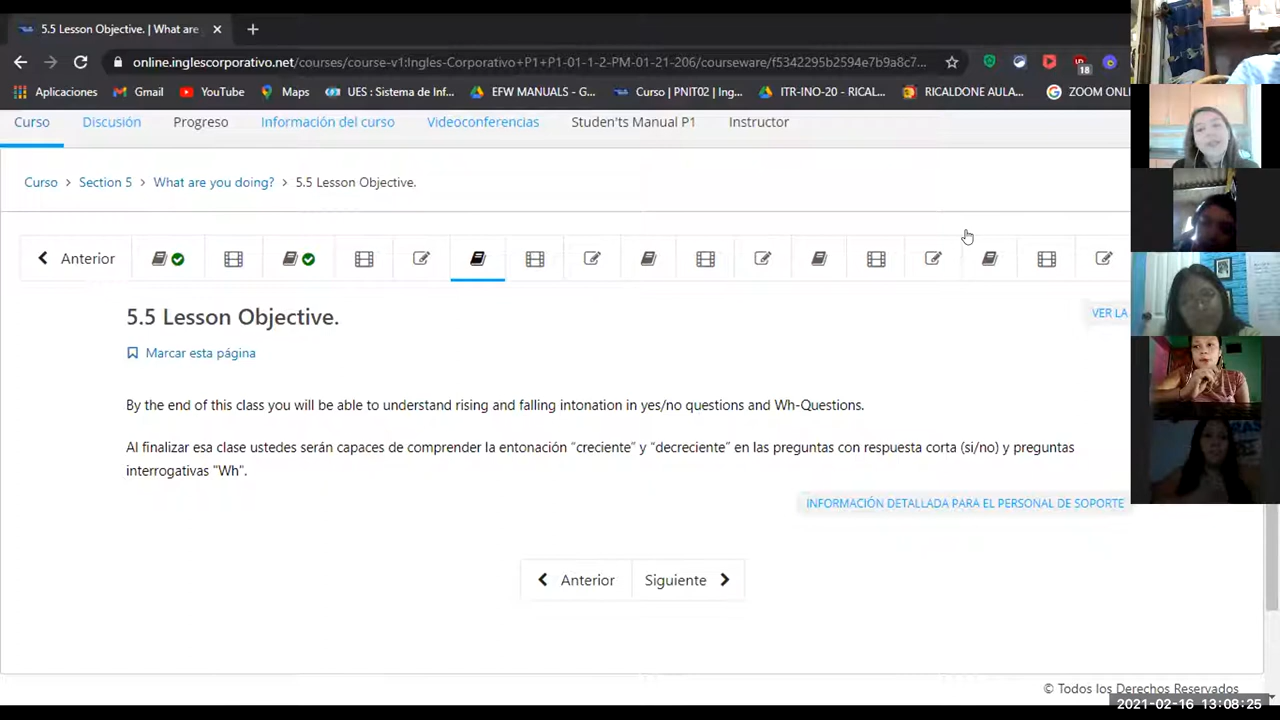 5.5 Lesson Objective. | What are
online.inglescorporativo.net/courses/course-v1:Ingles-Corporativo+P1+P1-01-1-2-PM-01-21-206/courseware/f5342295b2594e7b9a8c7...
18
Aplicaciones
Gmail
YouTube
Maps
UES : Sistema de Inf...
EFW MANUALS - G...
Curso | PNIT02 | Ing...
ITR-INO-20 - RICAL...
RICALDONE AULA...
ZOOM ONLI
Curso
Discusión
Progreso
Información del curso
Videoconferencias
Studen'ts Manual P1
Instructor
Curso > Section 5 > What are you doing? > 5.5 Lesson Objective.
Anterior
5.5 Lesson Objective.
VER LA
Marcar esta página
By the end of this class you will be able to understand rising and falling intonation in yes/no questions and Wh-Questions.
Al finalizar esa clase ustedes serán capaces de comprender la entonación "creciente" y "decreciente" en las preguntas con respuesta corta (si/no) y preguntas
interrogativas "Wh".
INFORMACIÓN DETALLADA PARA EL PERSONAL DE SOPORTE
Anterior
Siguiente
© Todos los Derechos Reservados
2021-02-16 13:08:25